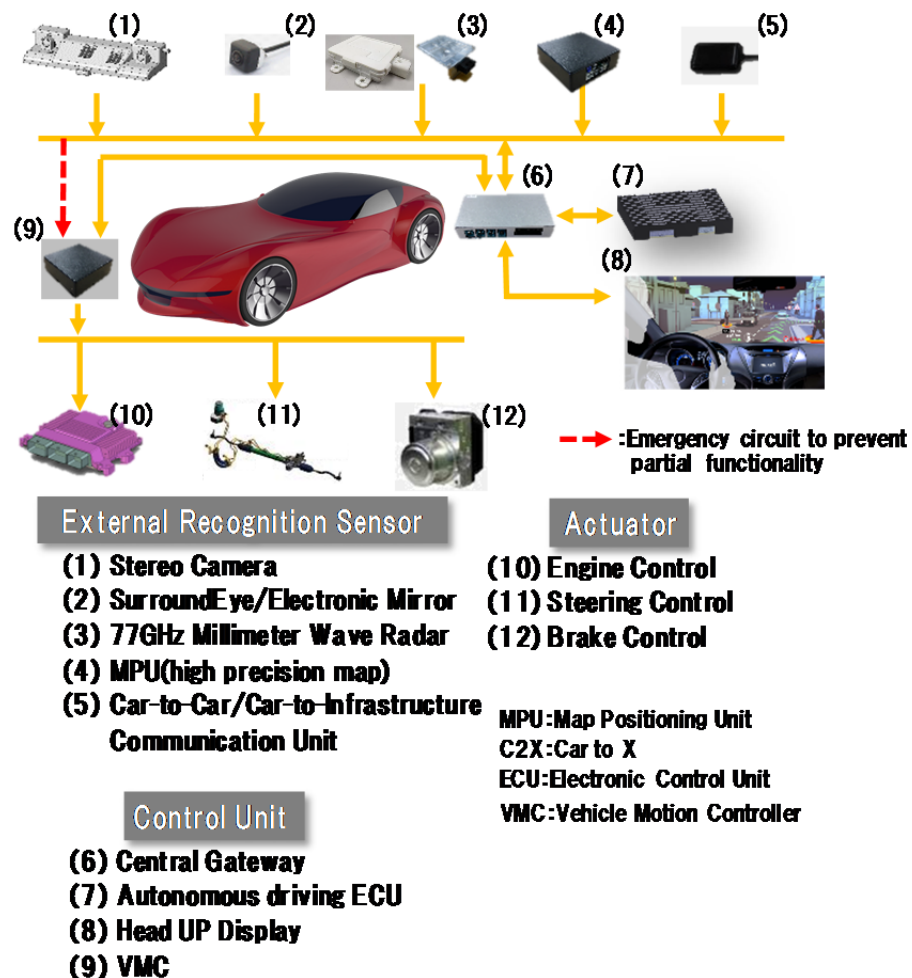 (1)
(2)
(3)
(4)
(5)
(6)
(7)
(8)
(9)
(10)
(11)
(12)
:Emergency circuit to prevent
partial functionality
External Recognition Sensor
(1) Stereo Camera
(2) SurroundEye/Electronic Mirror
(3) 77GHz Millimeter Wave Radar
(4) MPU(high precision map)
(5) Car-to-Car/Car-to-Infrastructure
Communication Unit
Actuator
(10) Engine Control
(11) Steering Control
(12) Brake Control
MPU:Map Positioning Unit
C2X:Car to X
ECU:Electronic Control Unit
VMC:Vehicle Motion Controller
Control Unit
(6) Central Gateway
(7) Autonomous driving ECU
(8) Head UP Display
(9) VMC